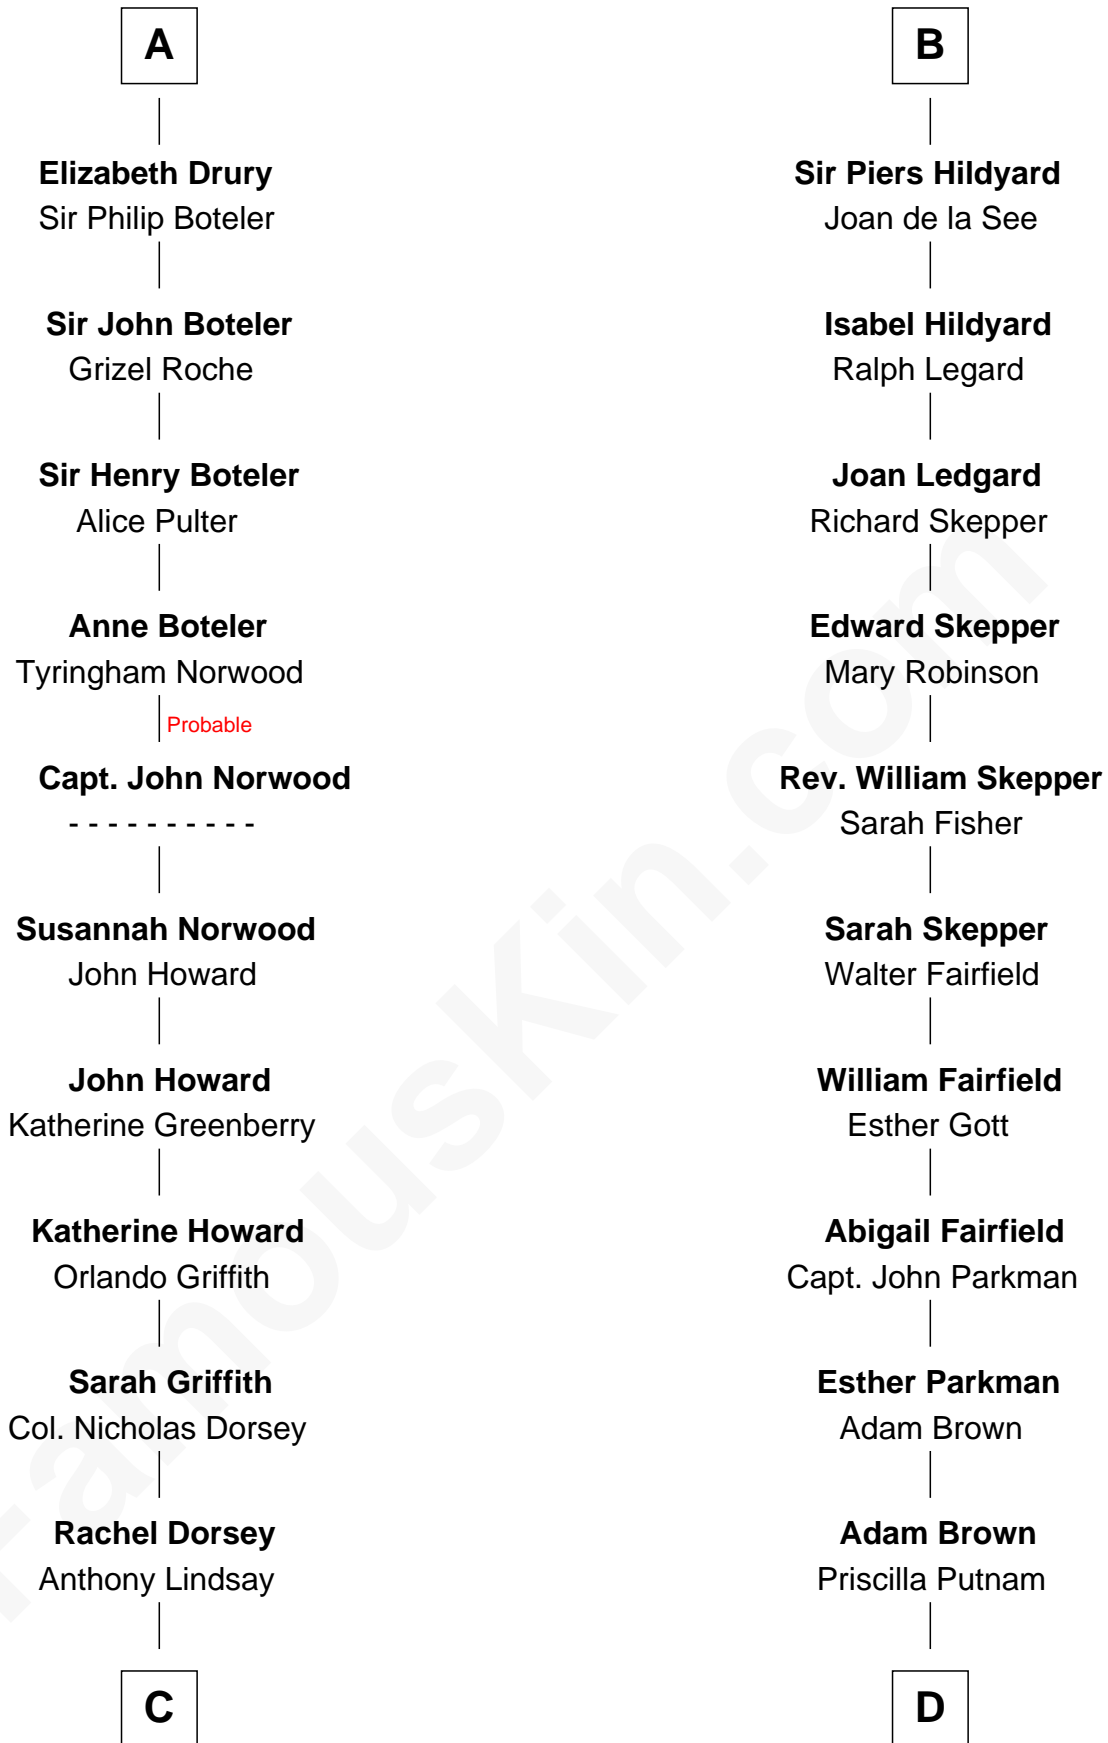 A
Elizabeth Drury
Sir Philip Boteler
Sir John Boteler
Grizel Roche
Sir Henry Boteler
Alice Pulter
Anne Boteler
Tyringham Norwood
Probable
Capt. John Norwood
- - - - - - - - - -
Susannah Norwood
John Howard
John Howard
Katherine Greenberry
Katherine Howard
Orlando Griffith
Sarah Griffith
Col. Nicholas Dorsey
Rachel Dorsey
Anthony Lindsay
C
B
Sir Piers Hildyard
Joan de la See
Isabel Hildyard
Ralph Legard
Joan Ledgard
Richard Skepper
Edward Skepper
Mary Robinson
Rev. William Skepper
Sarah Fisher
Sarah Skepper
Walter Fairfield
William Fairfield
Esther Gott
Abigail Fairfield
Capt. John Parkman
Esther Parkman
Adam Brown
Adam Brown
Priscilla Putnam
D
FamousKin.com